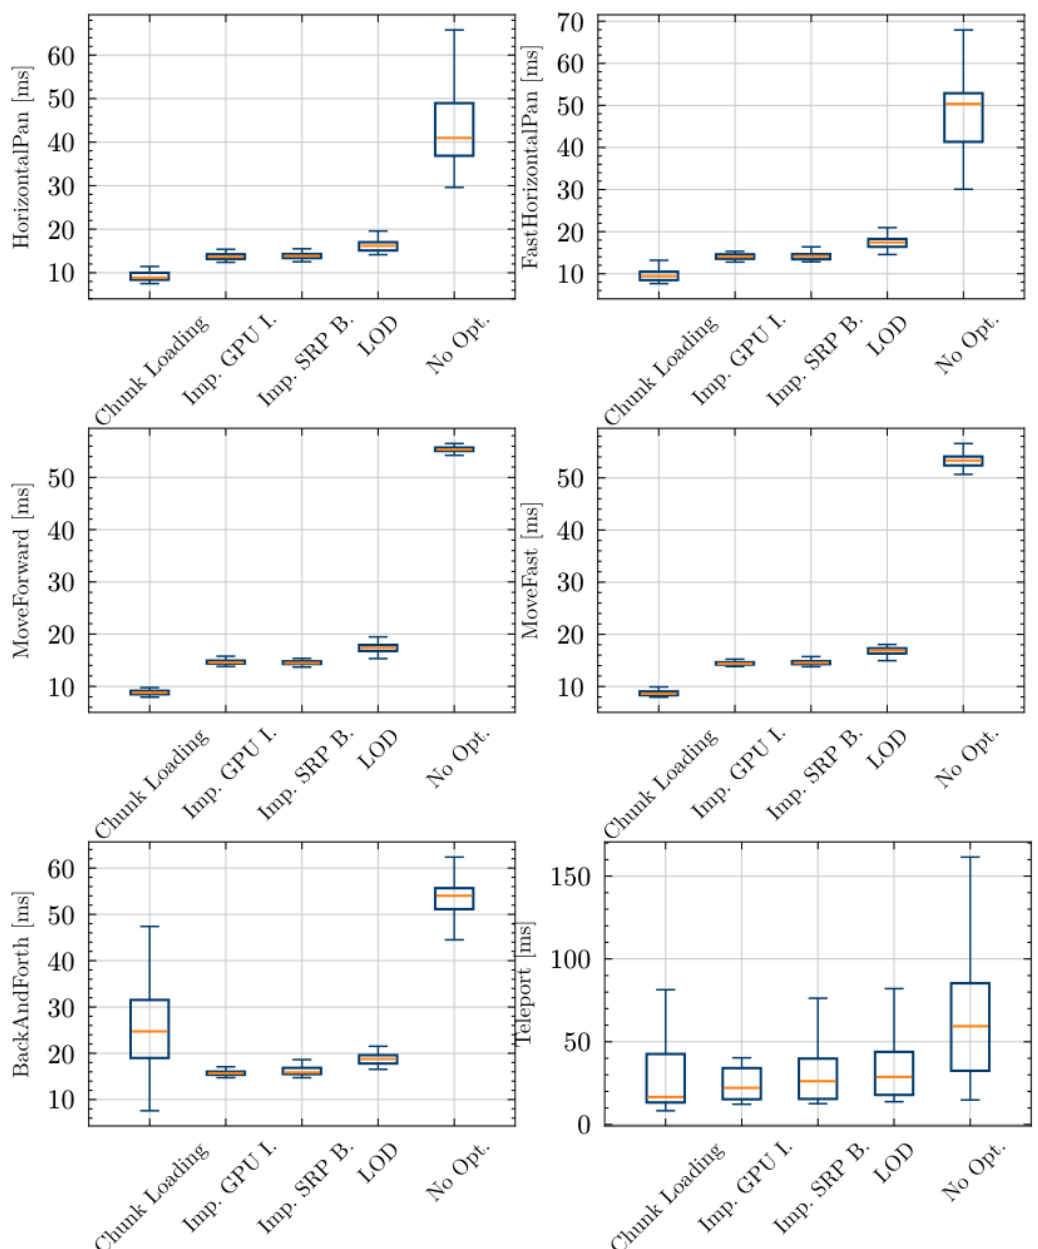 HorizontalPan [ms]
60
50
40
30
20
10
Chunk Loading
Imp. GPU I.
Imp. SRP B.
LOD
No Opt.
FastHorizontalPan [ms]
70
60
50
40
30
20
10
Chunk Loading
Imp. GPU I.
Imp. SRP B.
LOD
No Opt.
MoveForward [ms]
50
40
30
20
10
Chunk Loading
Imp. GPU I.
Imp. SRP B.
LOD
No Opt.
MoveFast [ms]
50
40
30
20
10
Chunk Loading
Imp. GPU I.
Imp. SRP B.
LOD
No Opt.
BackAndForth [ms]
60
50
40
30
20
10
Chunk Loading
Imp. GPU I.
Imp. SRP B.
LOD
No Opt.
Teleport [ms]
150
100
50
0
Chunk Loading
Imp. GPU I.
Imp. SRP B.
LOD
No Opt.